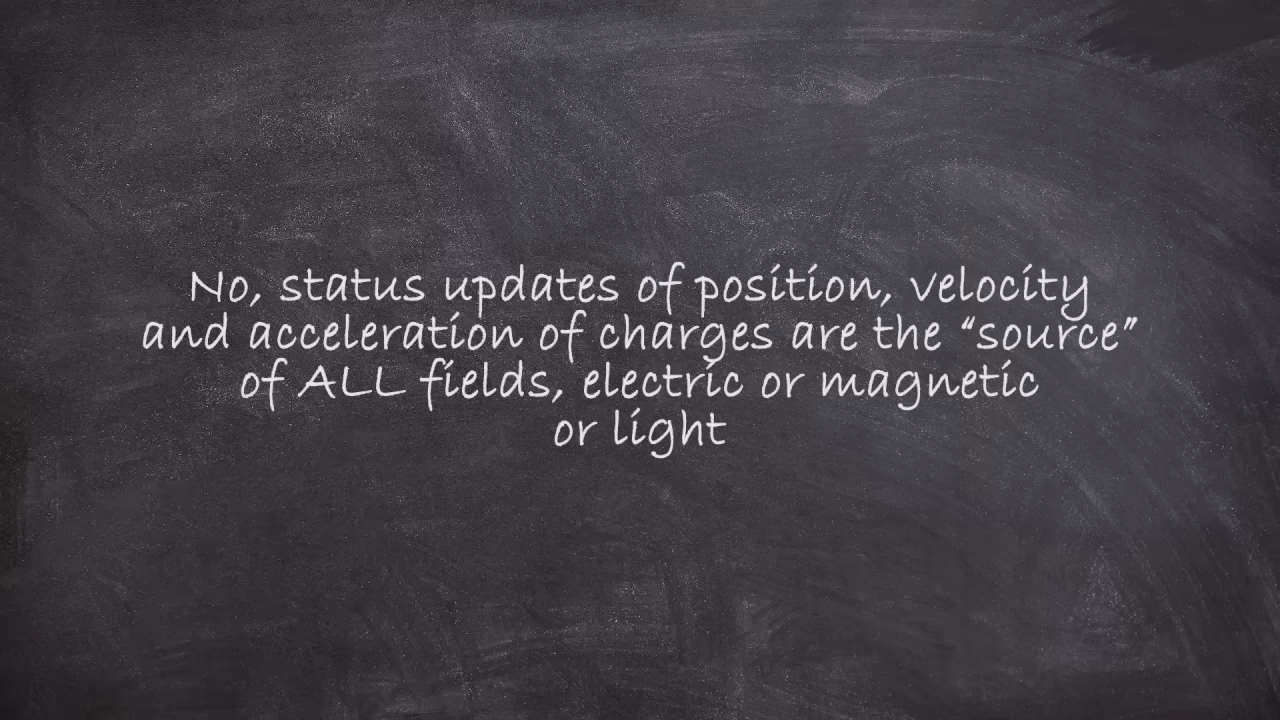 No, status updates of position, velocity
and acceleration of charges are the “source”
of ALL fields, electric or magnetic
or light